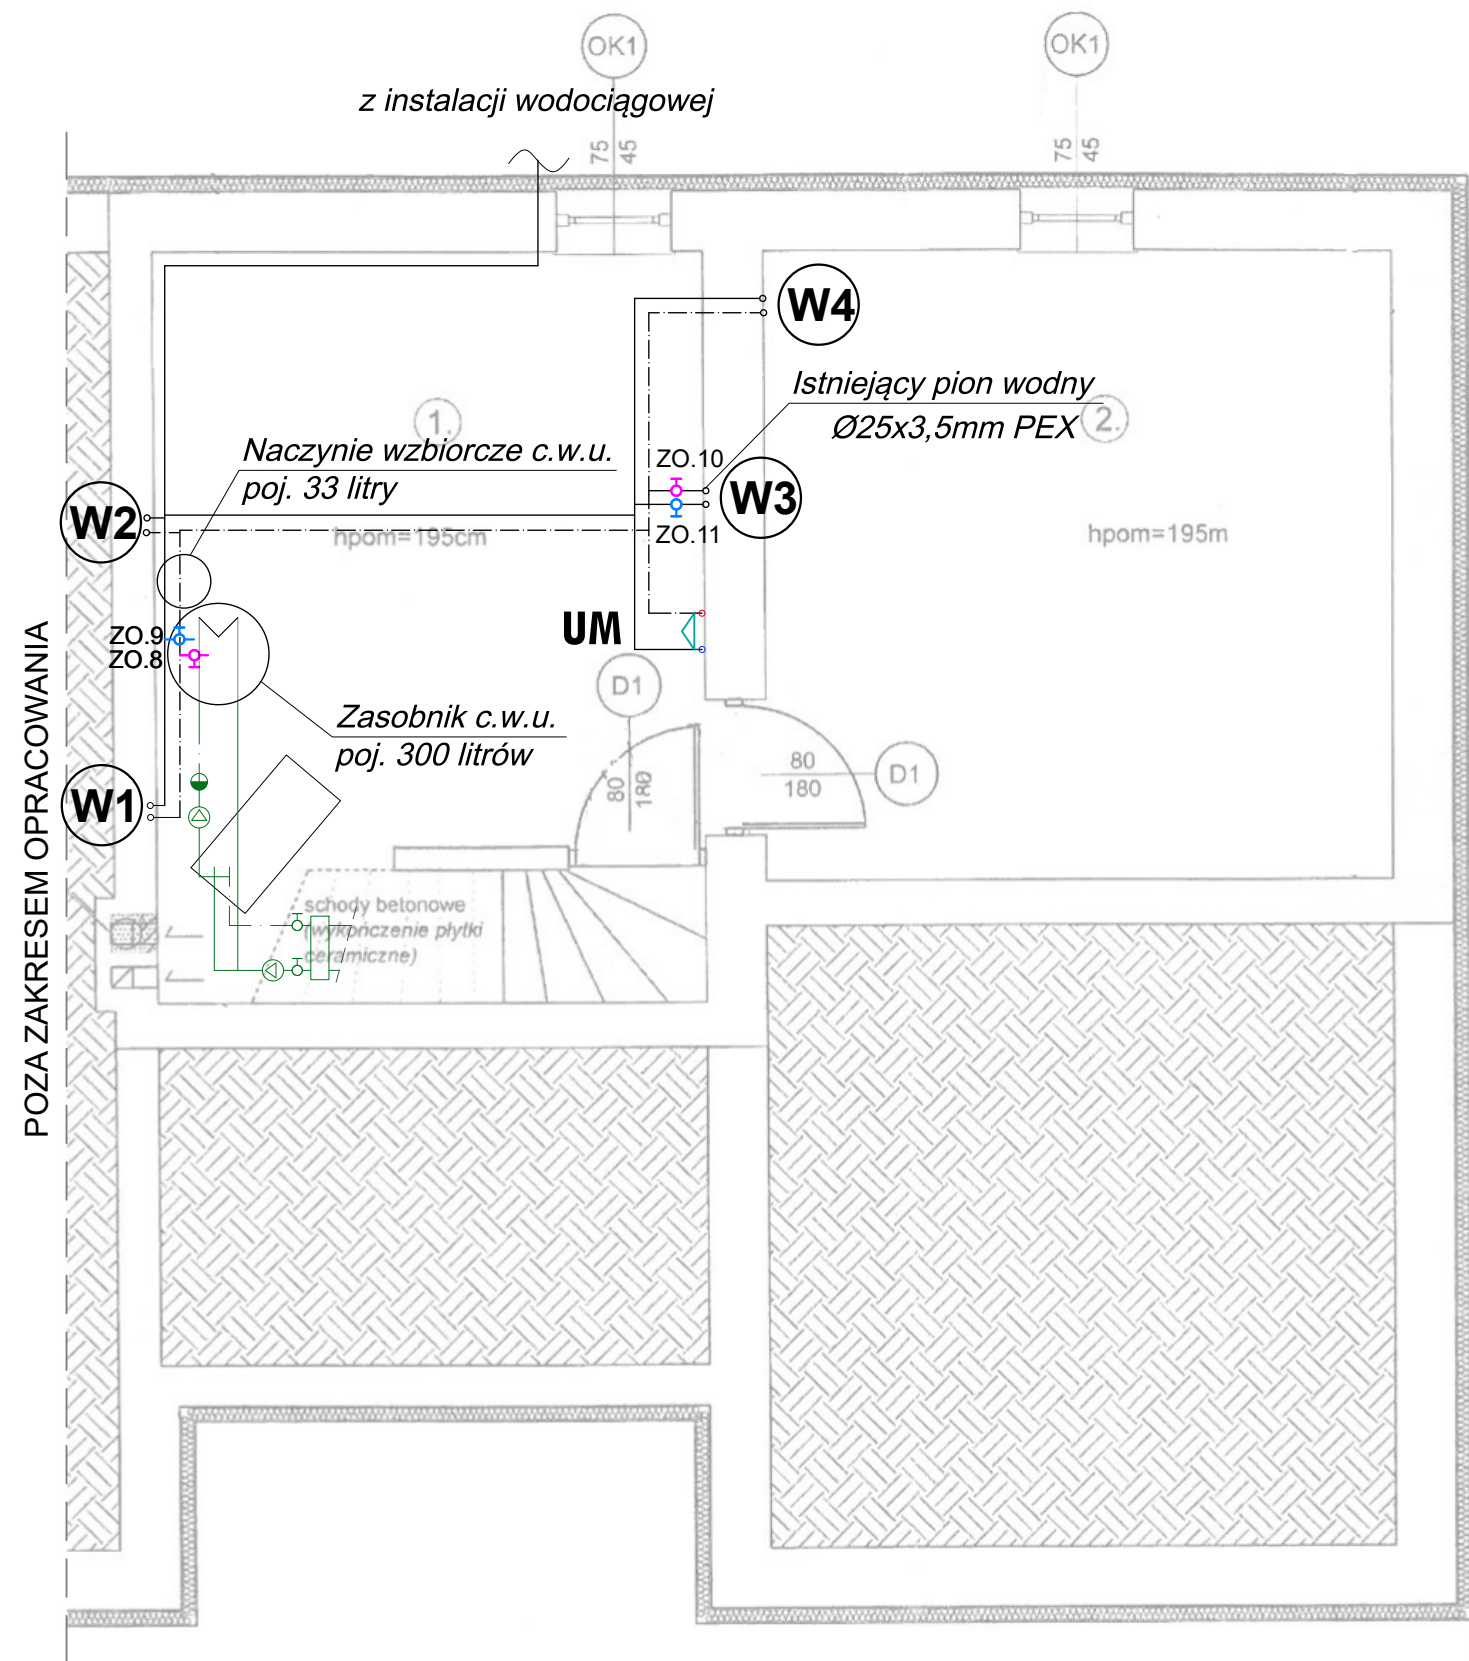 OK1
OK1
z instalacji wodociągowej
75
45
75
45
W4
Istniejący pion wodny
Ø25x3,5mm PEX
1.
2.
Naczynie wzbiorcze c.w.u.
poj. 33 litry
ZO.10
W3
W2
ZO.11
hpom=195cm
hpom=195m
UM
ZO.9
ZO.8
D1
Zasobnik c.w.u.
poj. 300 litrów
80
180
80
180
D1
W1
POZA ZAKRESEM OPRACOWANIA
schody betonowe
(wykończenie płytki
ceramiczne)